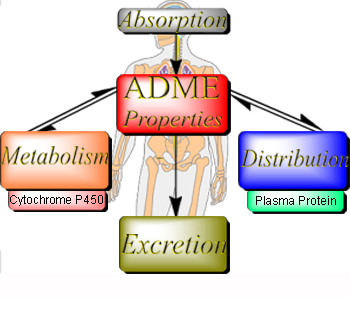 Absorption
ADME
Properties
Metabolism
Distribution
Cytochrome P450
Plasma Protein
Excretion